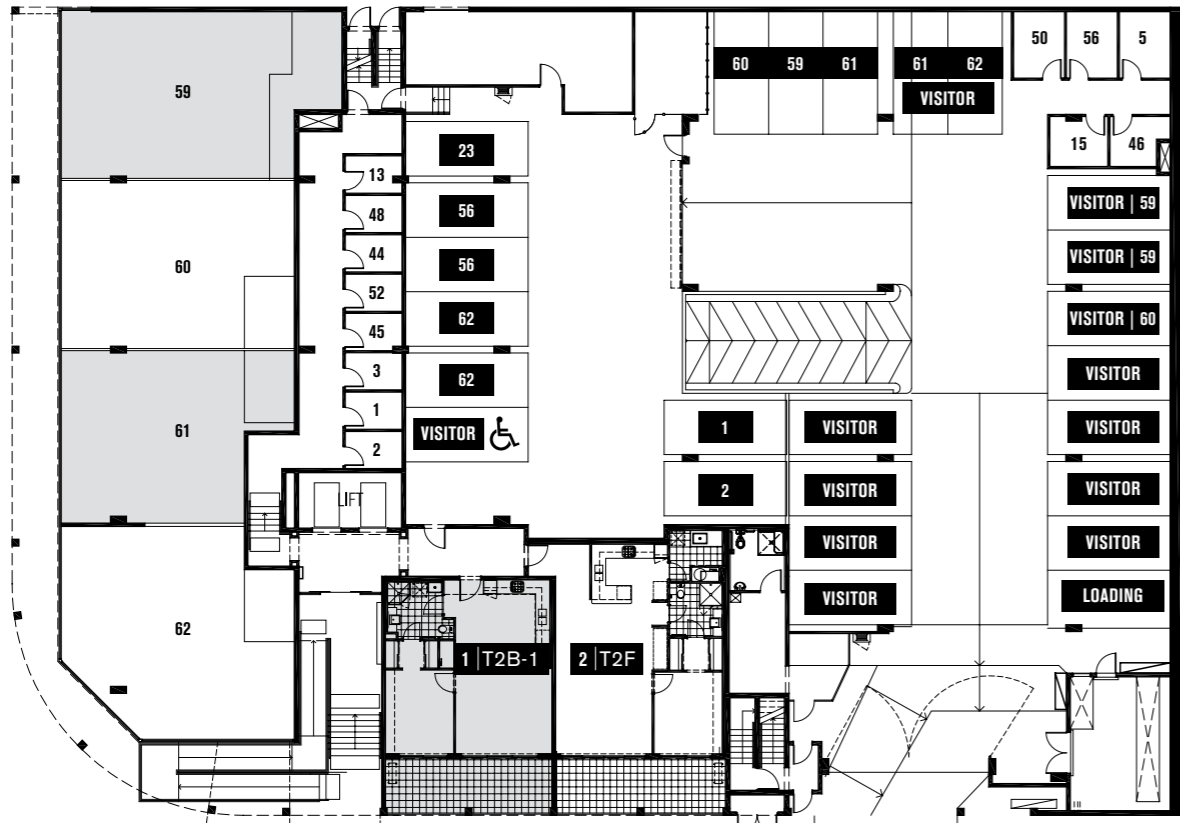 59
60
61
62
13
48
44
52
45
3
1
2
LIFT
23
56
56
62
62
VISITOR
60 59 61
61 62
VISITOR
50 56 5
15 46
VISITOR | 59
VISITOR | 59
VISITOR | 60
VISITOR
VISITOR
VISITOR
VISITOR
LOADING
1
2
VISITOR
VISITOR
VISITOR
VISITOR
1 | T2B-1
2 | T2F